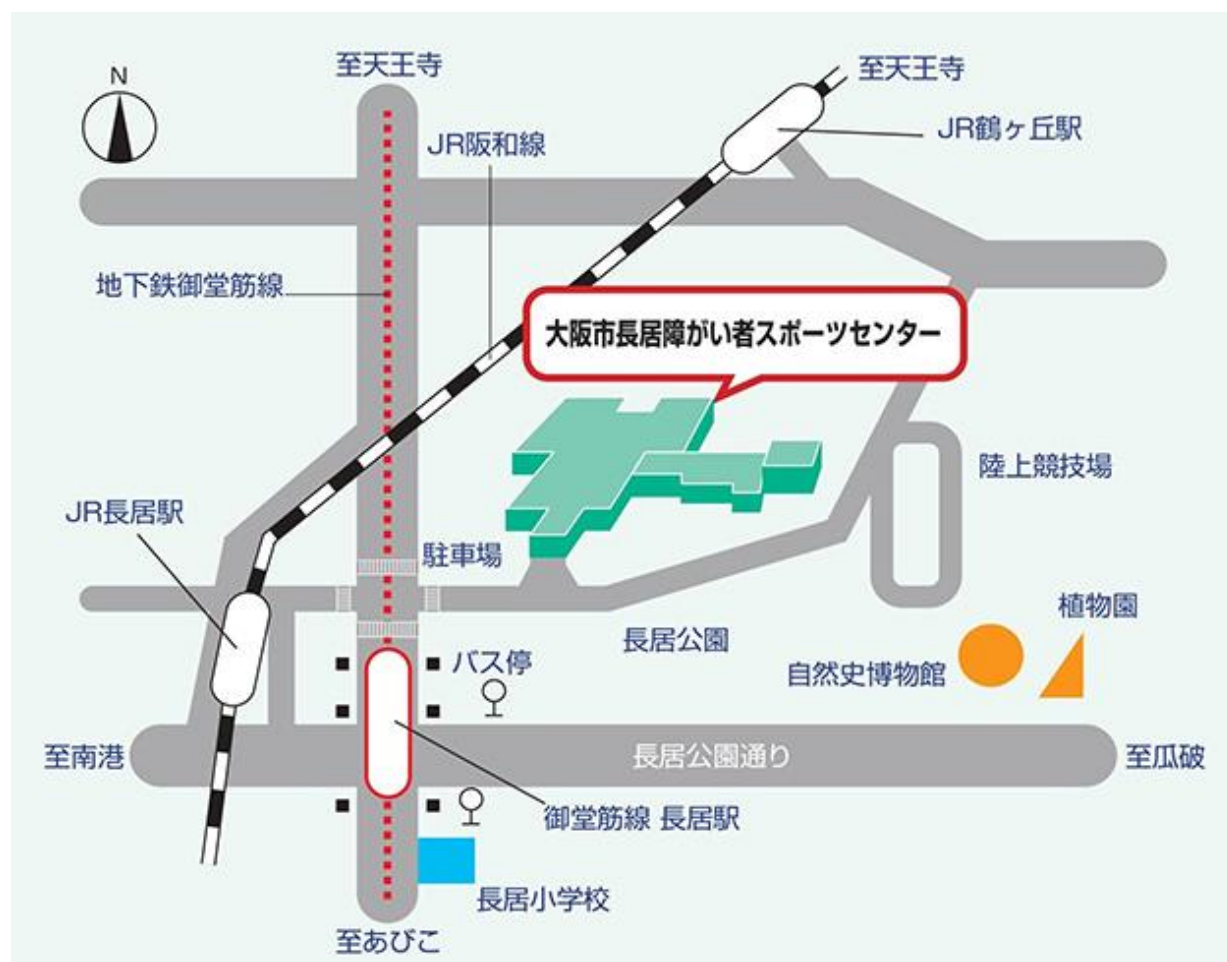 至天王寺
至天王寺
N
JR鶴ヶ丘駅
JR阪和線
地下鉄御堂筋線
大阪市長居障がい者スポーツセンター
陸上競技場
JR長居駅
駐車場
植物園
長居公園
バス停
自然史博物館
至南港
長居公園通り
至瓜破
御堂筋線 長居駅
長居小学校
至あびこ